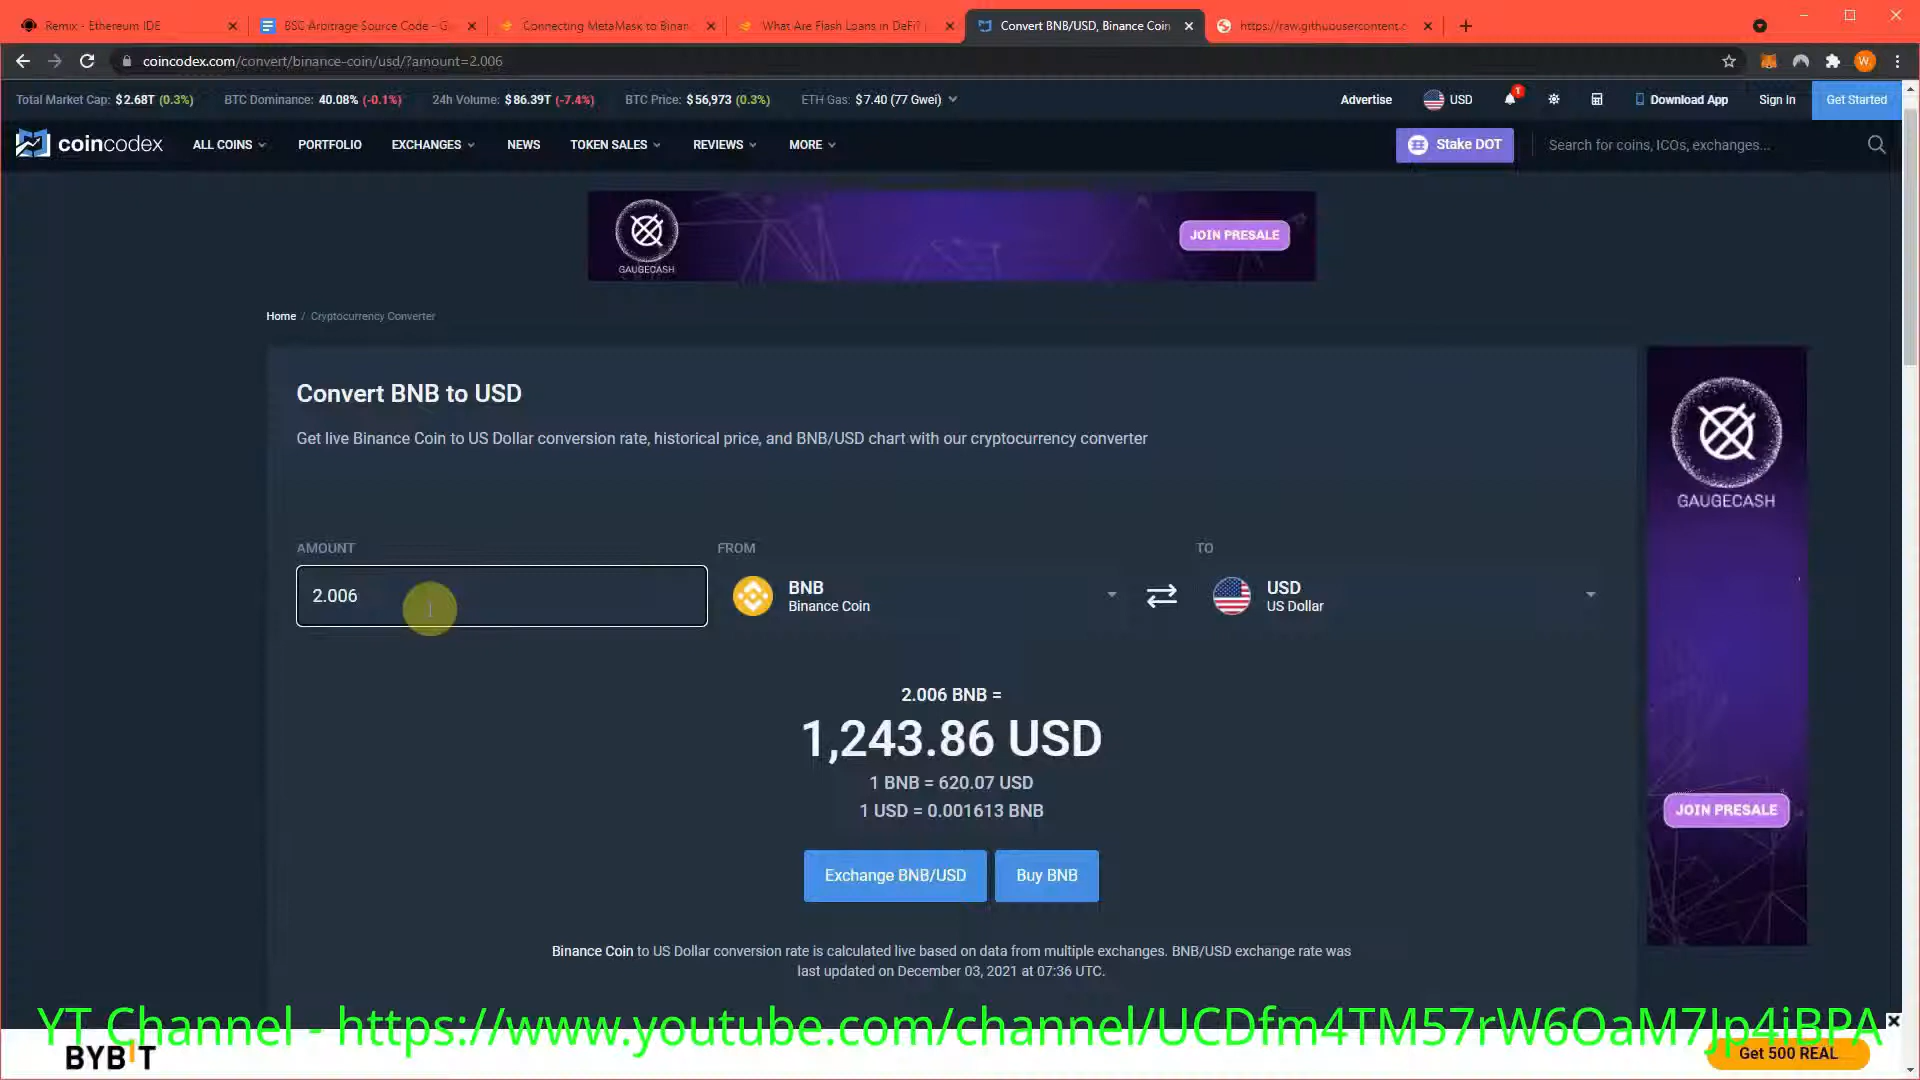 Remix - Ethereum IDE
BSC Arbitrage Source Code - G
Connecting MetaMask to Binan
What Are Flash Loans in DeFi?
Convert BNB/USD, Binance Coin
https://raw.githubusercontent.c
coincodex.com/convert/binance-coin/usd/?amount=2.006
W.
Total Market Cap: $2.68T (0.3%)
BTC Dominance: 40.08% (-0.1%)
24h Volume: $86.39T (-7.4%)
BTC Price: $56,973 (0.3%)
ETH Gas: $7.40 (77 Gwei)
Advertise
USD
1
Download App
Sign In
Get Started
coincodex
ALL COINS
PORTFOLIO
EXCHANGES
NEWS
TOKEN SALES
REVIEWS
MORE
Stake DOT
Search for coins, ICOs, exchanges...
GAUGECASH
JOIN PRESALE
Home / Cryptocurrency Converter
Convert BNB to USD
Get live Binance Coin to US Dollar conversion rate, historical price, and BNB/USD chart with our cryptocurrency converter
GAUGECASH
JOIN PRESALE
AMOUNT
FROM
TO
2.006
BNB
Binance Coin
USD
US Dollar
2.006 BNB =
1,243.86 USD
1 BNB = 620.07 USD
1 USD = 0.001613 BNB
Exchange BNB/USD
Buy BNB
Binance Coin to US Dollar conversion rate is calculated live based on data from multiple exchanges. BNB/USD exchange rate was
last updated on December 03, 2021 at 07:36 UTC.
YT Channel - https://www.youtube.com/channel/UCDfm4TM57rW6OaM7Jp4iBPA
BYBIT
Get 500 REAL